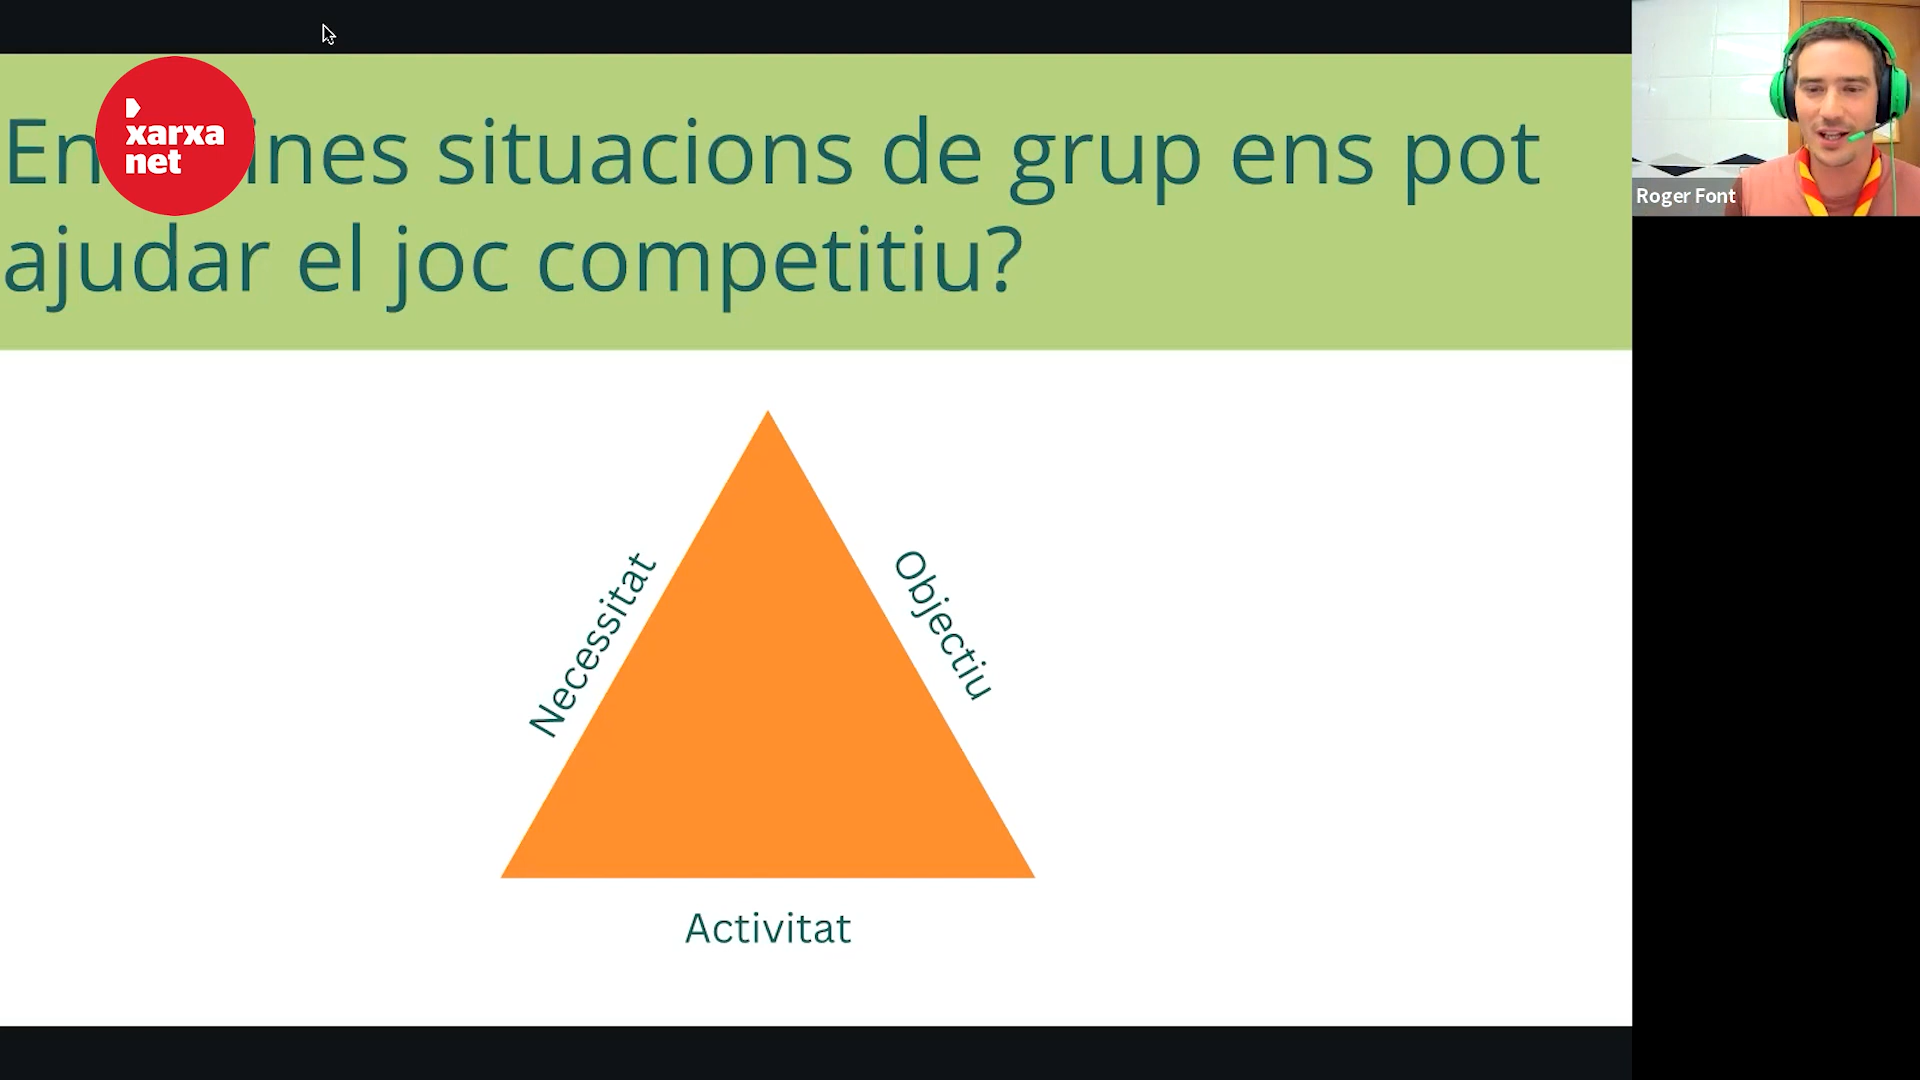 En ines situacions de grup ens pot
ajudar el joc competitiu?
xarxa
net
Roger Font
Necessitat
Objectiu
Activitat